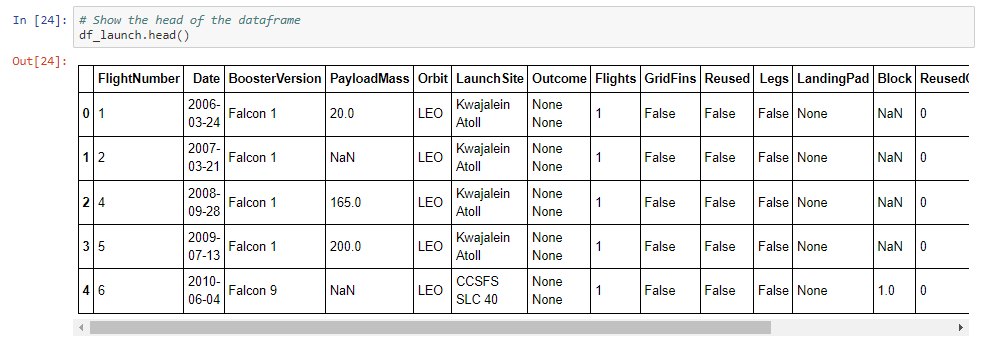 In [24]: # Show the head of the dataframe
df_launch.head()
Out[24]:
FlightNumber Date BoosterVersion PayloadMass Orbit LaunchSite Outcome Flights GridFins Reused Legs LandingPad Block Reused
0 1 2006-03-24 Falcon 1 20.0 LEO Kwajalein Atoll None None 1 False False False None NaN 0
1 2 2007-03-21 Falcon 1 NaN LEO Kwajalein Atoll None None 1 False False False None NaN 0
2 4 2008-09-28 Falcon 1 165.0 LEO Kwajalein Atoll None None 1 False False False None NaN 0
3 5 2009-07-13 Falcon 1 200.0 LEO Kwajalein Atoll None None 1 False False False None NaN 0
4 6 2010-06-04 Falcon 9 NaN LEO CCSFS SLC 40 None None 1 False False False None 1.0 0